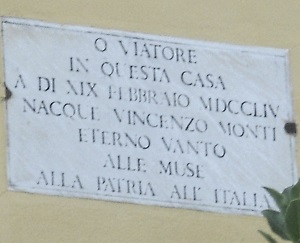 O VIATORE
IN QUESTA CASA
A DI XIX FEBBRAIO MDCCLIV
NACQUE VINCENZO MONTI
ETERNO VANTO
ALLE MUSE
ALLA PATRIA ALL'ITALIA